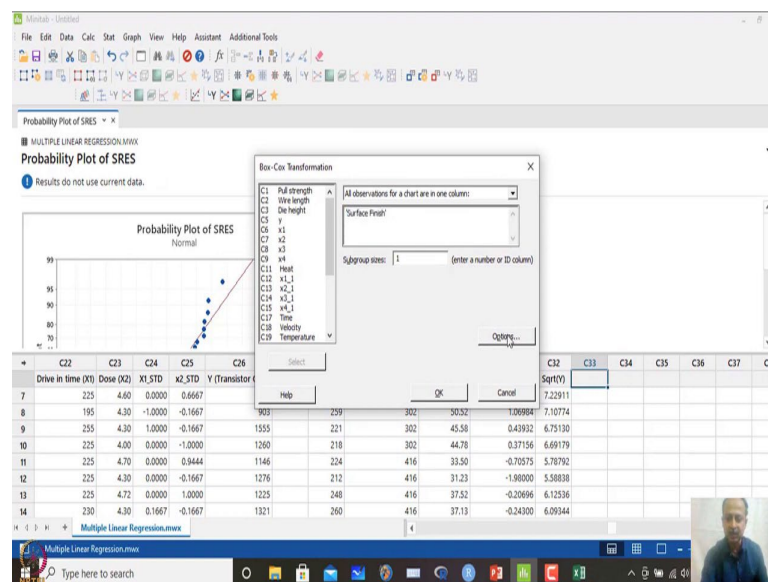 Minitab - Untitled
File Edit Data Calc Stat Graph View Help Assistant Additional Tools
Probability Plot of SRES
MULTIPLE LINEAR REGRESSION.MWX
Probability Plot of SRES
Results do not use current data.
Probability Plot of SRES
Normal
99
95
90
80
70
Box-Cox Transformation
C1 Pull strength
C2 Wire length
C3 Die height
C5 y
C6 x1
C7 x2
C8 x3
C9 x4
C11 Heat
C12 x1_1
C13 x2_1
C14 x3_1
C15 x4_1
C17 Time
C18 Velocity
C19 Temperature
All observations for a chart are in one column:
'Surface Finish'
Subgroup sizes: 1 (enter a number or ID column)
Options...
Select
Help
OK
Cancel
C22 C23 C24 C25 C26 C32 C33 C34 C35 C36 C37
Drive in time (X1) Dose (X2) X1_STD x2_STD Y (Transistor Sqrt(Y)
7 225 4.60 0.0000 0.6667 7.22911
8 195 4.30 -1.0000 -0.1667 903 259 302 50.52 1.06984 7.10774
9 255 4.30 1.0000 -0.1667 1555 221 302 45.58 0.43932 6.75130
10 225 4.00 0.0000 -1.0000 1260 218 302 44.78 0.37156 6.69179
11 225 4.70 0.0000 0.9444 1146 224 416 33.50 -0.70575 5.78792
12 225 4.30 0.0000 -0.1667 1276 212 416 31.23 -1.98000 5.58838
13 225 4.72 0.0000 1.0000 1225 248 416 37.52 -0.20696 6.12536
14 230 4.30 0.1667 -0.1667 1321 260 416 37.13 -0.24300 6.09344
Multiple Linear Regression.mwx
Multiple Linear Regression.mwx
Type here to search